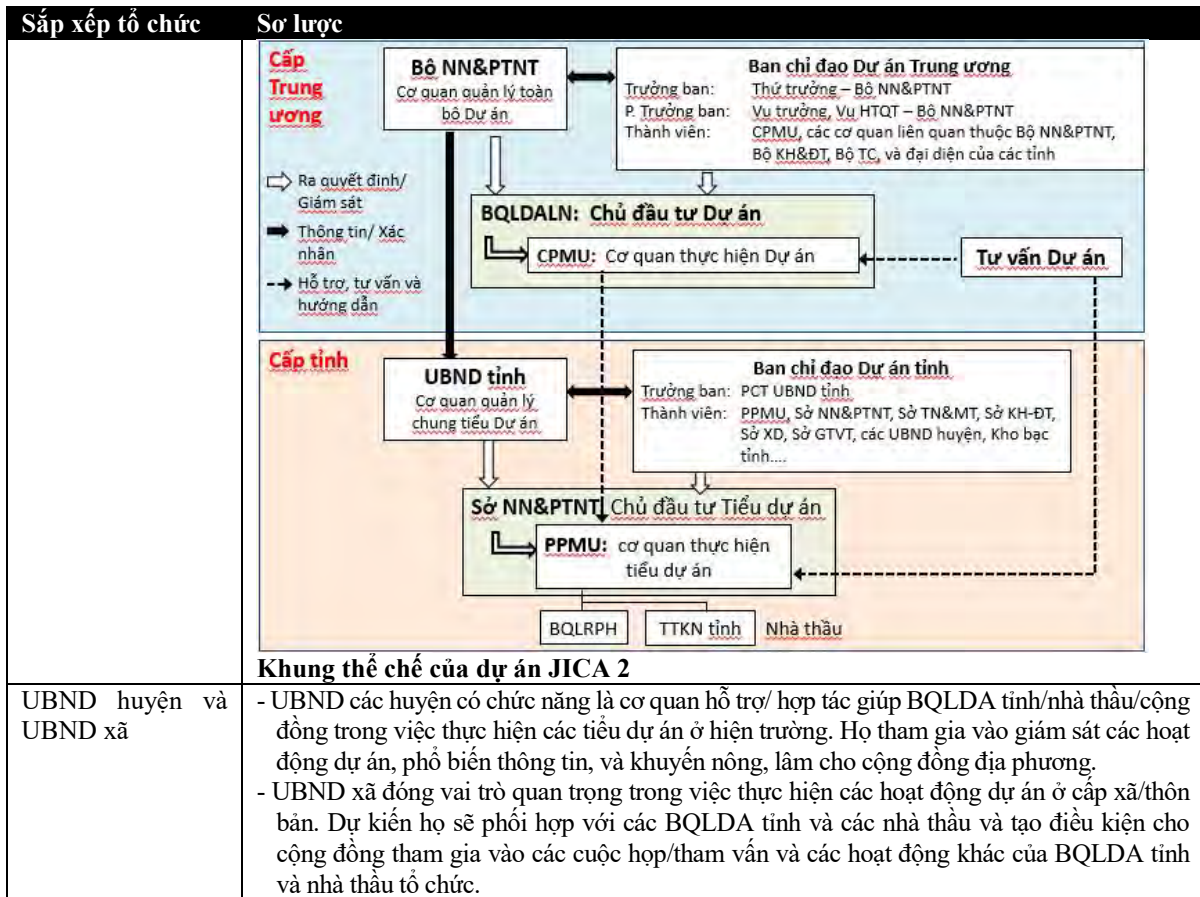 Sắp xếp tổ chức
Sơ lược
Cấp
Trung
ương
Bộ NN&PTNT
Cơ quan quản lý toàn
bộ Dự án
Ban chỉ đạo Dự án Trung ương
Trưởng ban: Thứ trưởng – Bộ NN&PTNT
P. Trưởng ban: Vụ trưởng, Vụ HTQT – Bộ NN&PTNT
Thành viên: CPMU, các cơ quan liên quan thuộc Bộ NN&PTNT,
Bộ KH&ĐT, Bộ TC, và đại diện của các tỉnh
Ra quyết định/
Giám sát
Thông tin/ Xác
nhận
Hỗ trợ, tư vấn và
hướng dẫn
BQLDALN: Chủ đầu tư Dự án
CPMU: Cơ quan thực hiện Dự án
Tư vấn Dự án
Cấp tỉnh
UBND tỉnh
Cơ quan quản lý
chung tiểu Dự án
Ban chỉ đạo Dự án tỉnh
Trưởng ban: PCT UBND tỉnh
Thành viên: PPMU, Sở NN&PTNT, Sở TN&MT, Sở KH-ĐT,
Sở XD, Sở GTVT, các UBND huyện, Kho bạc
tỉnh....
Sở NN&PTNT Chủ đầu tư Tiểu dự án
PPMU: cơ quan thực hiện
tiểu dự án
BQLRPH
TTKN tỉnh
Nhà thầu
Khung thể chế của dự án JICA 2
UBND huyện và
UBND xã
- UBND các huyện có chức năng là cơ quan hỗ trợ/ hợp tác giúp BQLDA tỉnh/nhà thầu/cộng
đồng trong việc thực hiện các tiểu dự án ở hiện trường. Họ tham gia vào giám sát các hoạt
động dự án, phổ biến thông tin, và khuyến nông, lâm cho cộng đồng địa phương.
- UBND xã đóng vai trò quan trọng trong việc thực hiện các hoạt động dự án ở cấp xã/thôn
bản. Dự kiến họ sẽ phối hợp với các BQLDA tỉnh và các nhà thầu và tạo điều kiện cho
cộng đồng tham gia vào các cuộc họp/tham vấn và các hoạt động khác của BQLDA tỉnh
và nhà thầu tổ chức.